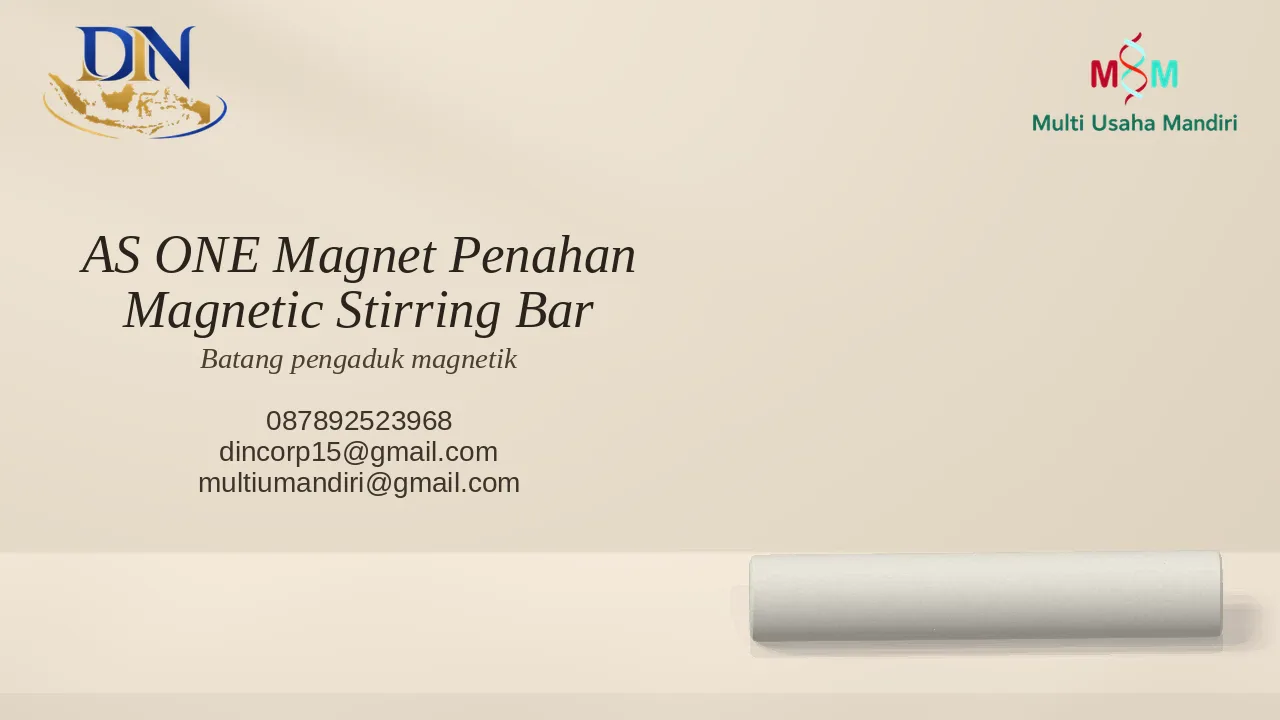 DIN
M M
Multi Usaha Mandiri
AS ONE Magnet Penahan
Magnetic Stirring Bar
Batang pengaduk magnetik
087892523968
dincorp15@gmail.com
multiumandiri@gmail.com